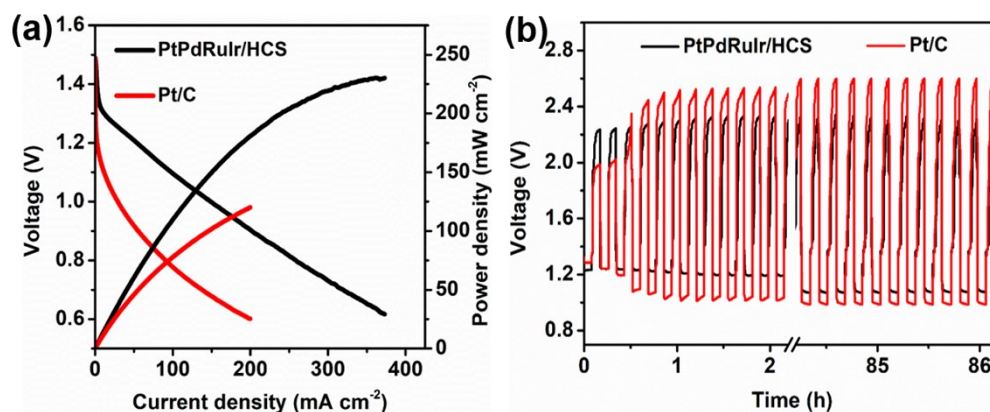 (a)
PtPdRuIr/HCS
Pt/C
1.6
1.4
1.2
1.0
0.8
0.6
Voltage (V)
250
200
150
100
50
0
Power density (mW cm-2)
0 100 200 300 400
Current density (mA cm-2)
(b)
PtPdRuIr/HCS Pt/C
2.8
2.4
2.0
1.6
1.2
0.8
Voltage (V)
0 1 2 85 86
Time (h)